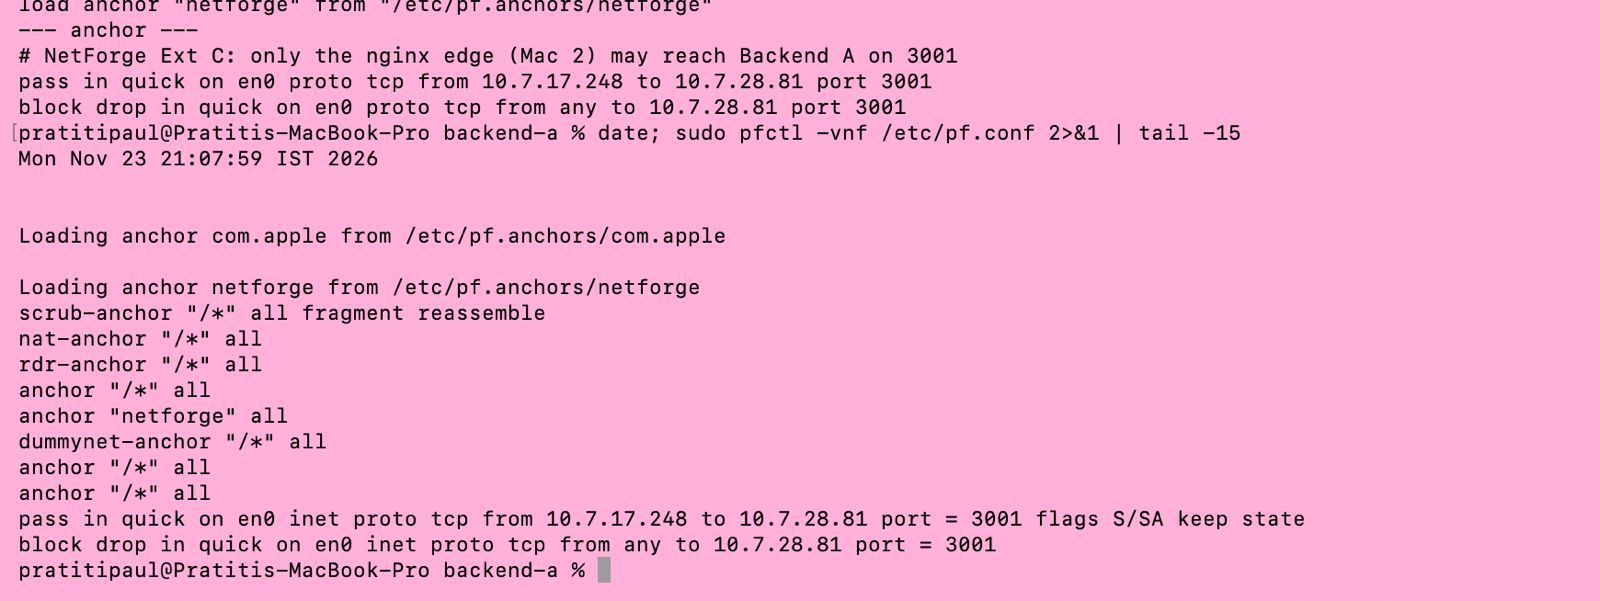 load anchor "netforge" from "/etc/pf.anchors/netforge"
--- anchor ---
# NetForge Ext C: only the nginx edge (Mac 2) may reach Backend A on 3001
pass in quick on en0 proto tcp from 10.7.17.248 to 10.7.28.81 port 3001
block drop in quick on en0 proto tcp from any to 10.7.28.81 port 3001
[pratitipaul@Pratitis-MacBook-Pro backend-a % date; sudo pfctl -vnf /etc/pf.conf 2>&1 | tail -15
Mon Nov 23 21:07:59 IST 2026
Loading anchor com.apple from /etc/pf.anchors/com.apple
Loading anchor netforge from /etc/pf.anchors/netforge
scrub-anchor "/*" all fragment reassemble
nat-anchor "/*" all
rdr-anchor "/*" all
anchor "/*" all
anchor "netforge" all
dummynet-anchor "/*" all
anchor "/*" all
anchor "/*" all
pass in quick on en0 inet proto tcp from 10.7.17.248 to 10.7.28.81 port = 3001 flags S/SA keep state
block drop in quick on en0 inet proto tcp from any to 10.7.28.81 port = 3001
pratitipaul@Pratitis-MacBook-Pro backend-a %